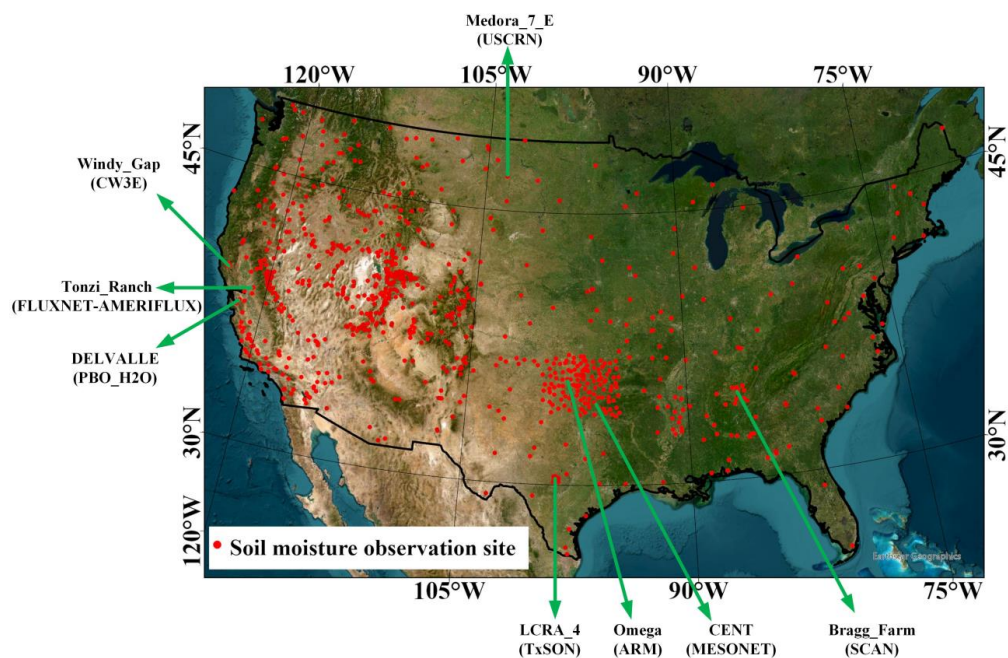 Medora_7_E
(USCRN)
120°W
105°W
90°W
75°W
45°N
45°N
Windy_Gap
(CW3E)
Tonzi_Ranch
(FLUXNET-AMERIFLUX)
DELVALLE
(PBO_H2O)
30°N
30°N
120°W
Soil moisture observation site
Earthstar Geographics
105°W
90°W
75°W
LCRA_4
(TxSON)
Omega
(ARM)
CENT
(MESONET)
Bragg_Farm
(SCAN)